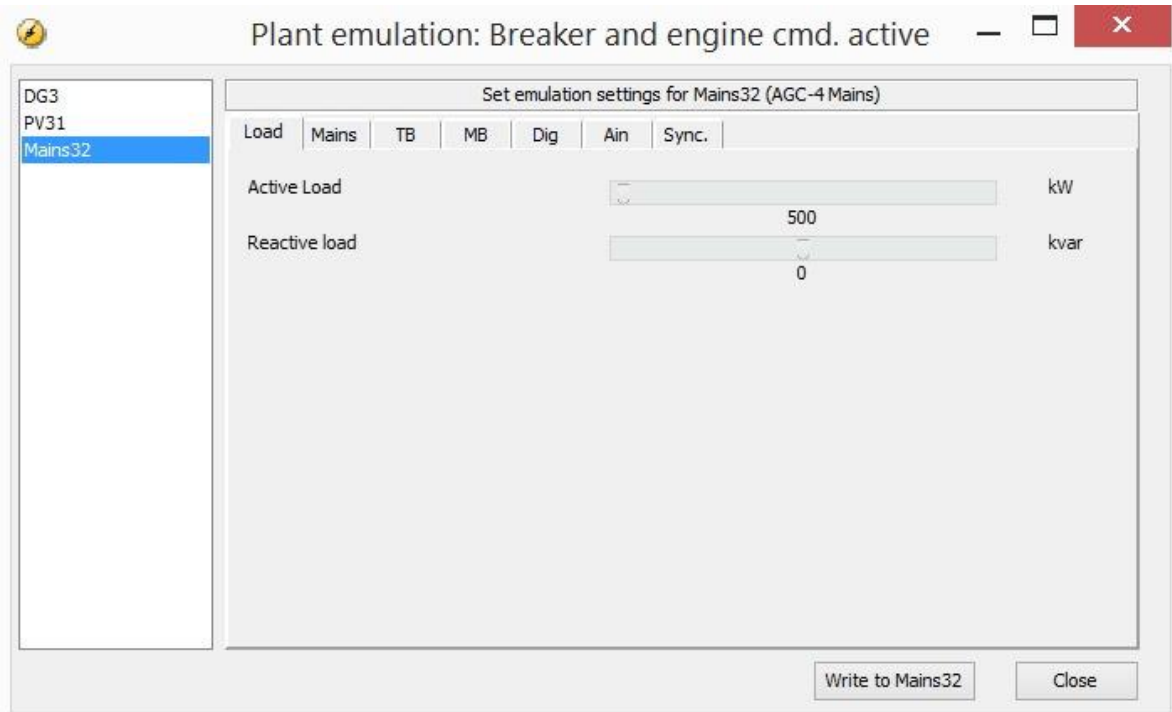 Plant emulation: Breaker and engine cmd. active
DG3
PV31
Mains32
Set emulation settings for Mains32 (AGC-4 Mains)
Load Mains TB MB Dig Ain Sync.
Active Load kW
500
Reactive load kvar
0
Write to Mains32 Close